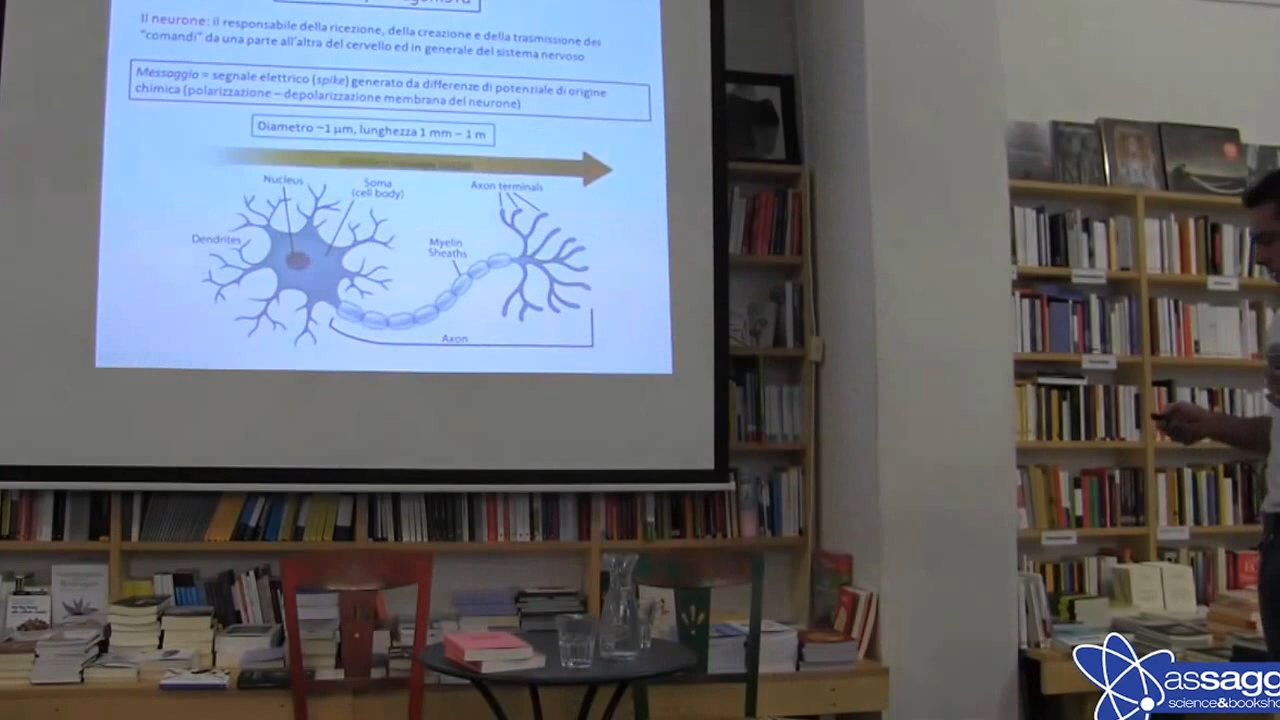 Il neurone: il responsabile della ricezione, della creazione e della trasmissione dei
"comandi" da una parte all'altra del cervello ed in generale del sistema nervoso
Messaggio = segnale elettrico (spike) generato da differenze di potenziale di origine
chimica (polarizzazione – depolarizzazione membrana del neurone)
Diametro ~1 µm, lunghezza 1 mm – 1 m
Nucleus
Soma
(cell body)
Axon terminals
Dendrites
Myelin
Sheaths
Axon
assagg
science&booksho